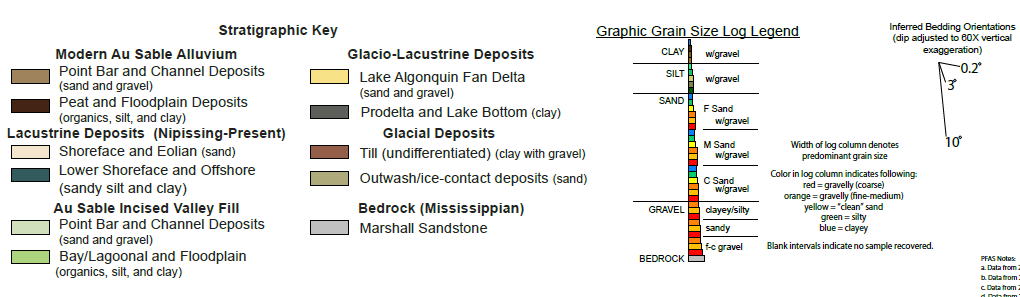 Stratigraphic Key
Modern Au Sable Alluvium
Point Bar and Channel Deposits
(sand and gravel)
Peat and Floodplain Deposits
(organics, silt, and clay)
Lacustrine Deposits (Nipissing-Present)
Shoreface and Eolian (sand)
Lower Shoreface and Offshore
(sandy silt and clay)
Au Sable Incised Valley Fill
Point Bar and Channel Deposits
(sand and gravel)
Bay/Lagoonal and Floodplain
(organics, silt, and clay)
Glacio-Lacustrine Deposits
Lake Algonquin Fan Delta
(sand and gravel)
Prodelta and Lake Bottom (clay)
Glacial Deposits
Till (undifferentiated) (clay with gravel)
Outwash/ice-contact deposits (sand)
Bedrock (Mississippian)
Marshall Sandstone
Graphic Grain Size Log Legend
CLAY
w/gravel
SILT
w/gravel
SAND
F Sand
w/gravel
M Sand
w/gravel
C Sand
w/gravel
GRAVEL
clayey/silty
sandy
f-c gravel
BEDROCK
Inferred Bedding Orientations
(dip adjusted to 60X vertical
exaggeration)
0.2°
3°
10°
Width of log column denotes
predominant grain size
Color in log column indicates following:
red = gravelly (coarse)
orange = gravelly (fine-medium)
yellow = "clean" sand
green = silty
blue = clayey
Blank intervals indicate no sample recovered.
PFAS Notes:
a. Data from
b. Data from
c. Data from